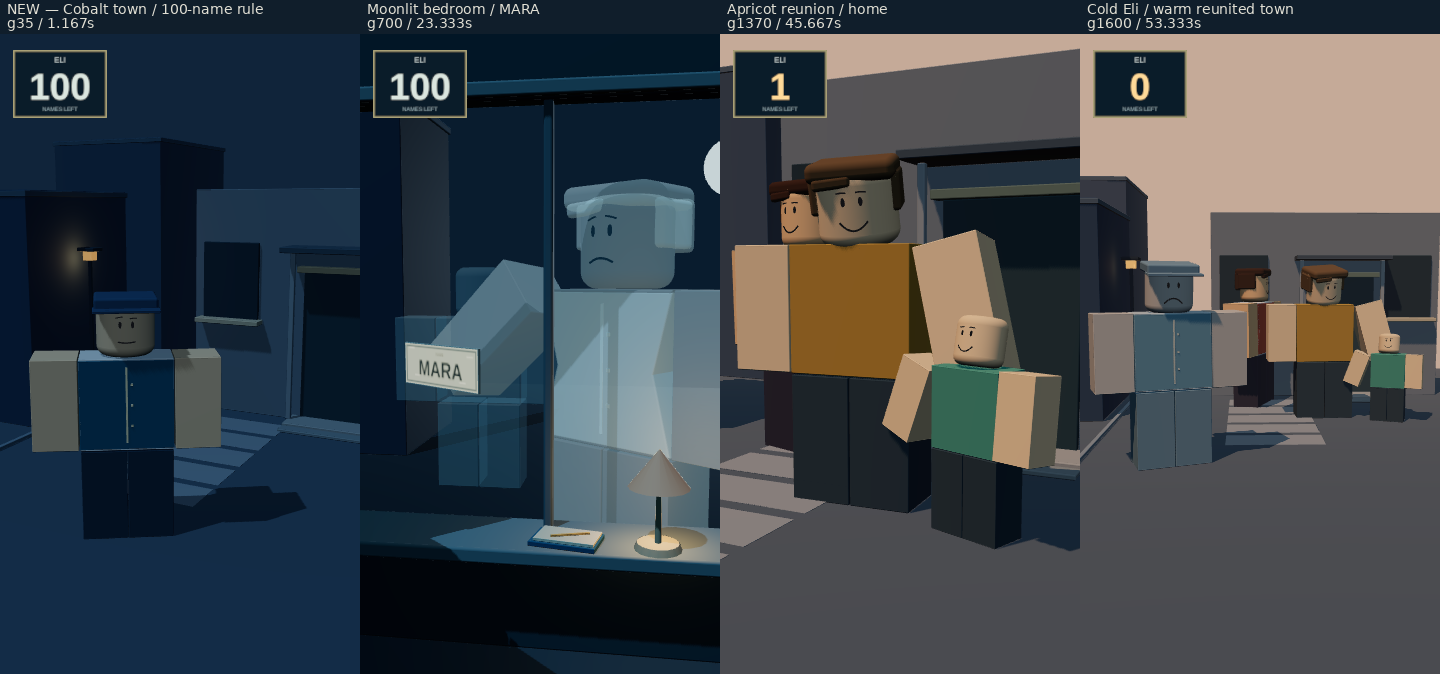 NEW — Cobalt town / 100-name rule
g35 / 1.167s
ELI
100
NAMES LEFT
Moonlit bedroom / MARA
g700 / 23.333s
ELI
100
NAMES LEFT
MARA
Apricot reunion / home
g1370 / 45.667s
ELI
1
NAMES LEFT
Cold Eli / warm reunited town
g1600 / 53.333s
ELI
0
NAMES LEFT